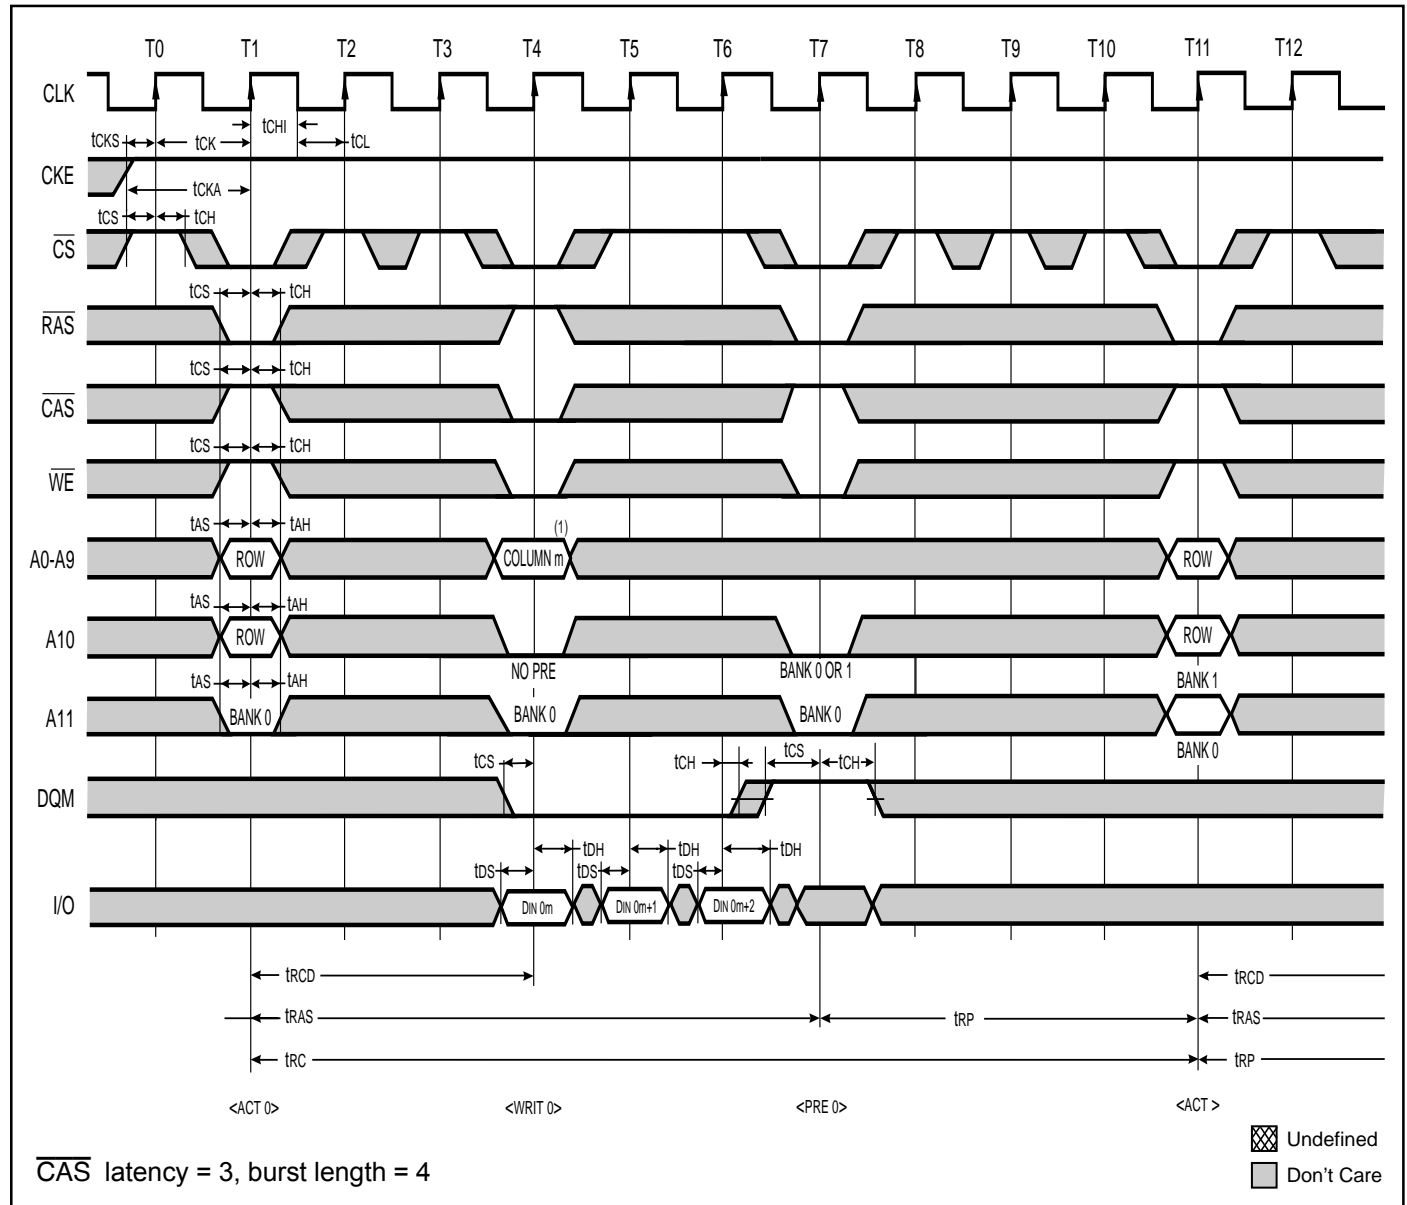 T0 T1 T2 T3 T4 T5 T6 T7 T8 T9 T10 T11 T12
CLK
tCHI
tCKS tCK tCL
CKE
tCKA
tCS tCH
CS
tCS tCH
RAS
tCS tCH
CAS
tCS tCH
WE
tAS tAH (1)
A0-A9 ROW COLUMN m ROW
tAS tAH
A10 ROW ROW
NO PRE BANK 0 OR 1
tAS tAH BANK 1
A11 BANK 0 BANK 0 BANK 0
BANK 0
tCS tCH tCS tCH
DQM
tDH tDH tDH
tDS tDS tDS
I/O DIN 0m DIN 0m+1 DIN 0m+2
tRCD tRCD
tRAS tRP tRAS
tRC tRP
<ACT 0> <WRIT 0> <PRE 0> <ACT >
Undefined
CAS latency = 3, burst length = 4
Don't Care